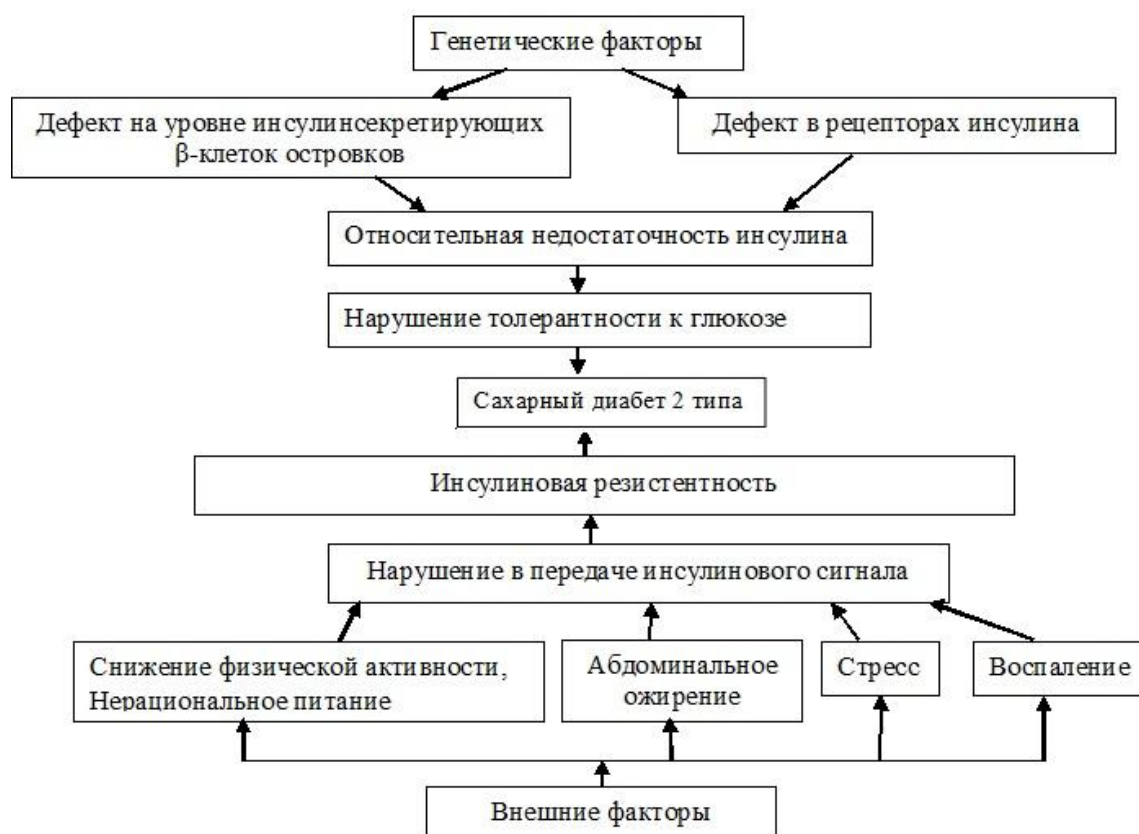 Генетические факторы
Дефект на уровне инсулинсекретирующих
β-клеток островков
Дефект в рецепторах инсулина
Относительная недостаточность инсулина
Нарушение толерантности к глюкозе
Сахарный диабет 2 типа
Инсулиновая резистентность
Нарушение в передаче инсулинового сигнала
Снижение физической активности,
Нерациональное питание
Абдоминальное
ожирение
Стресс
Воспаление
Внешние факторы